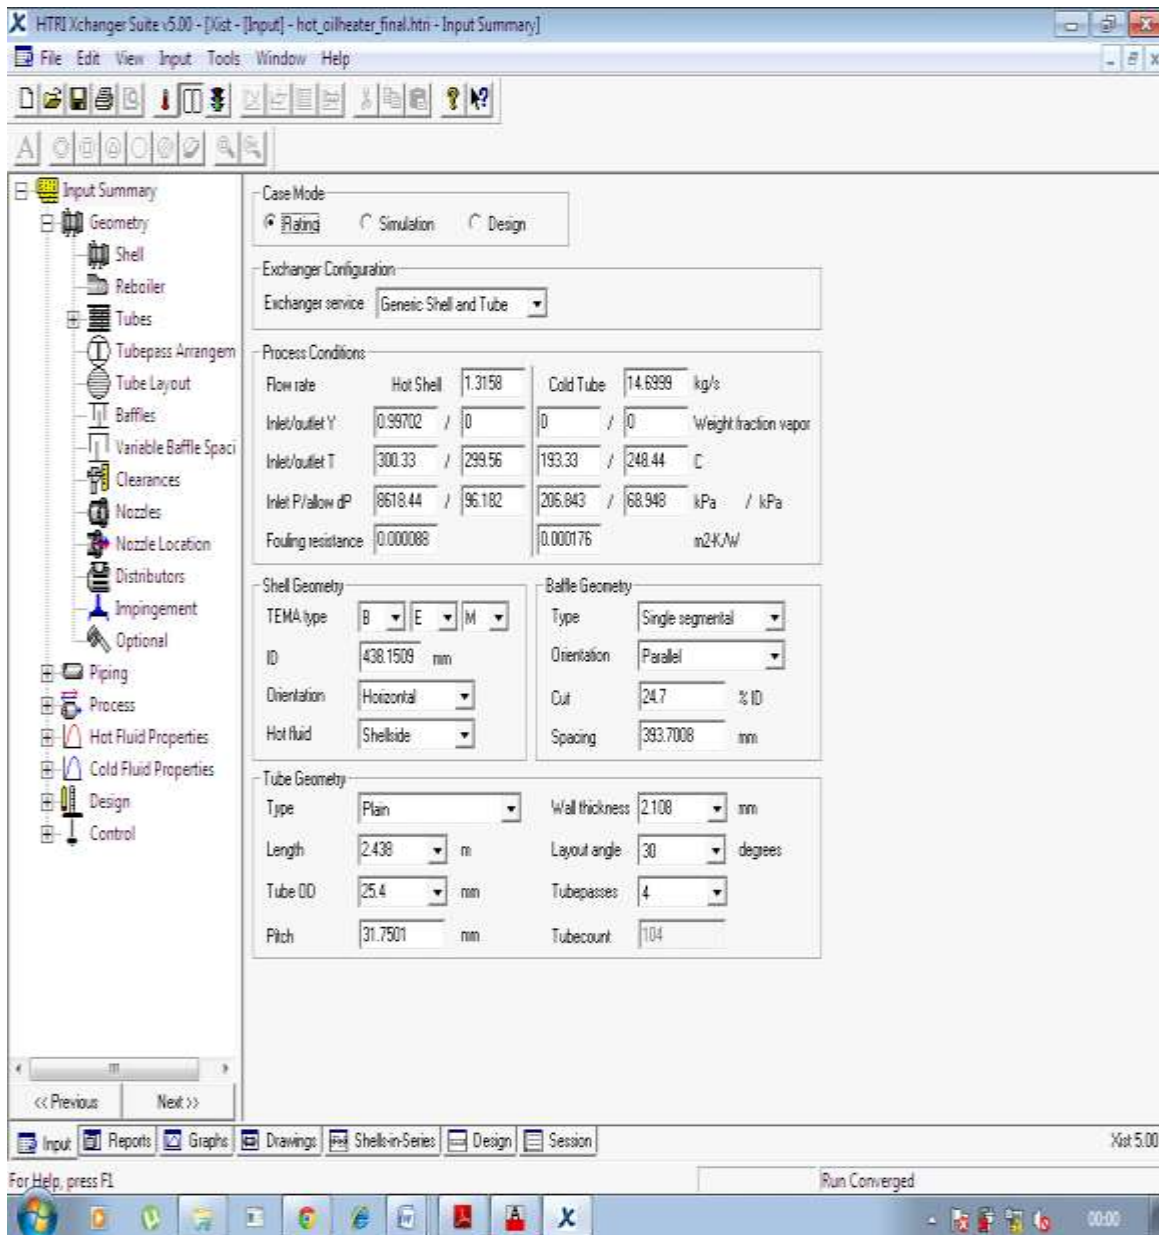 HTRI Xchanger Suite v5.00 - [Xist - [Input] - hot_oilheater_final.htri - Input Summary]
File Edit View Input Tools Window Help
Input Summary
Geometry
Shell
Reboiler
Tubes
Tubepass Arrangem
Tube Layout
Baffles
Variable Baffle Spaci
Clearances
Nozzles
Nozzle Location
Distributors
Impingement
Optional
Piping
Process
Hot Fluid Properties
Cold Fluid Properties
Design
Control
<< Previous Next >>
Case Mode
Rating Simulation Design
Exchanger Configuration
Exchanger service Generic Shell and Tube
Process Conditions
Flow rate Hot Shell 1.3158 Cold Tube 14.6999 kg/s
Inlet/outlet Y 0.99702 / 0 0 / 0 Weight fraction vapor
Inlet/outlet T 300.33 / 299.56 193.33 / 248.44 C
Inlet P/allow dP 8618.44 / 96.182 206.843 / 68.948 kPa / kPa
Fouling resistance 0.000088 0.000176 m2-K/W
Shell Geometry
TEMA type B E M
ID 438.1509 mm
Orientation Horizontal
Hot fluid Shellside
Baffle Geometry
Type Single segmental
Orientation Parallel
Cut 24.7 % ID
Spacing 393.7008 mm
Tube Geometry
Type Plain Wall thickness 2.108 mm
Length 2.438 m Layout angle 30 degrees
Tube OD 25.4 mm Tubepasses 4
Pitch 31.7501 mm Tubecount 104
Input Reports Graphs Drawings Shells-in-Series Design Session Xist 5.00
For Help, press F1 Run Converged
00:00